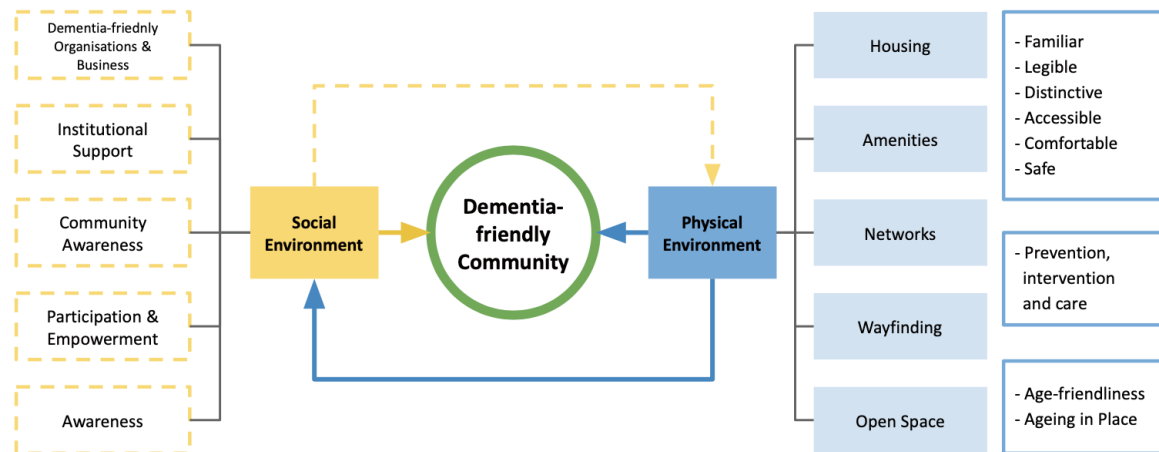 Dementia-friednly
Organisations &
Business
Institutional
Support
Community
Awareness
Participation &
Empowerment
Awareness
Social
Environment
Dementia-
friendly
Community
Physical
Environment
Housing
Amenities
Networks
Wayfinding
Open Space
- Familiar
- Legible
- Distinctive
- Accessible
- Comfortable
- Safe
- Prevention,
intervention
and care
- Age-friendliness
- Ageing in Place